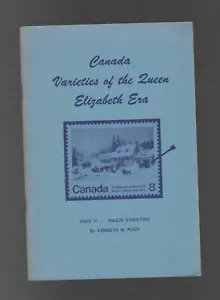 Canada
Varieties of the Queen
Elizabeth Era
Canada
8
PART II — MAJOR VARIETIES
By KENNETH W. PUGH